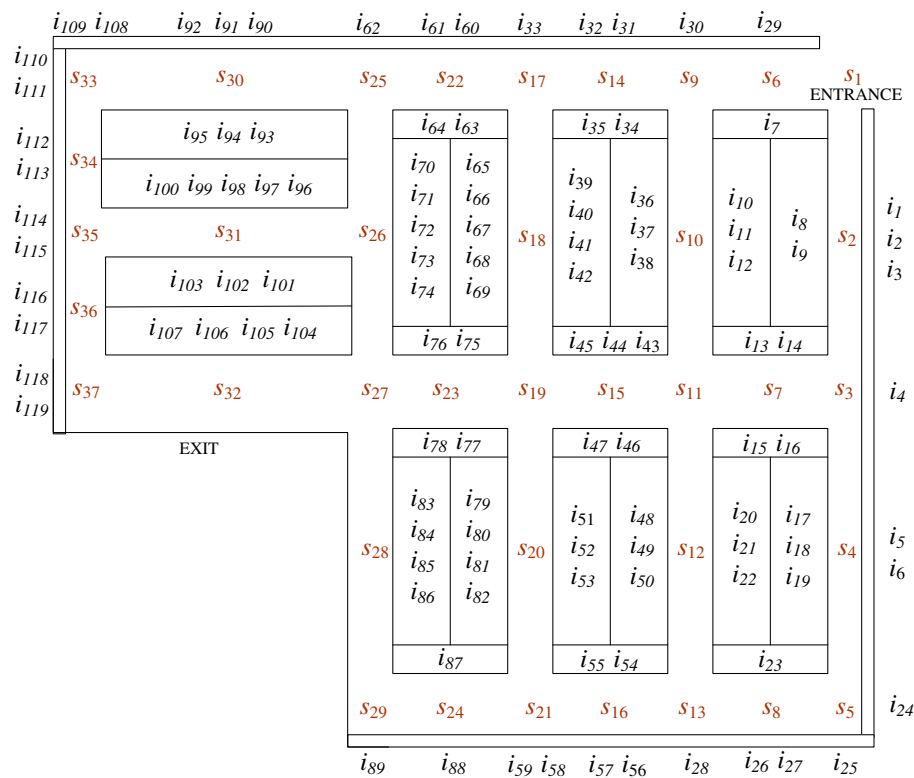 i109 i108 i92 i91 i90 i62 i61 i60 i33 i32 i31 i30 i29
i110
i111 s33 s30 s25 s22 s17 s14 s9 s6 s1
ENTRANCE
i95 i94 i93 i64 i63 i35 i34 i7
i112
i113 s34
i100 i99 i98 i97 i96
i70 i65
i71 i66
i72 i67
i73 i68
i74 i69
i39
i40
i41
i42
i36
i37
i38
i10
i11
i12
i8
i9
i1
i2
i3
i114
i115 s35 s31 s26 s18 s10 s2
i103 i102 i101
i116
i117 s36
i107 i106 i105 i104
i76 i75 i45 i44 i43 i13 i14
i118
i119 s37 s32 s27 s23 s19 s15 s11 s7 s3 i4
EXIT
i78 i77 i47 i46 i15 i16
i83 i79
i84 i80
i85 i81
i86 i82
i51 i48
i52 i49
i53 i50
i20 i17
i21 i18
i22 i19
s28 s20 s12 s4
i5
i6
i87 i55 i54 i23
s29 s24 s21 s16 s13 s8 s5 i24
i89 i88 i59 i58 i57 i56 i28 i26 i27 i25